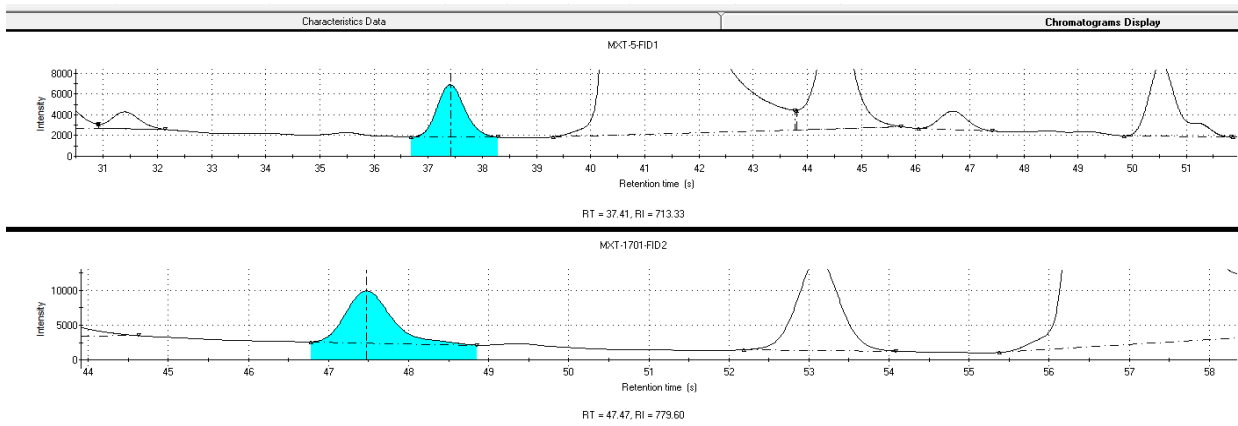 Characteristics Data
Chromatograms Display
MXT-5-FID1
Intensity
8000
6000
4000
2000
0
31 32 33 34 35 36 37 38 39 40 41 42 43 44 45 46 47 48 49 50 51
Retention time (s)
RT = 37.41, RI = 713.33
MXT-1701-FID2
Intensity
10000
5000
0
44 45 46 47 48 49 50 51 52 53 54 55 56 57 58
Retention time (s)
RT = 47.47, RI = 779.60